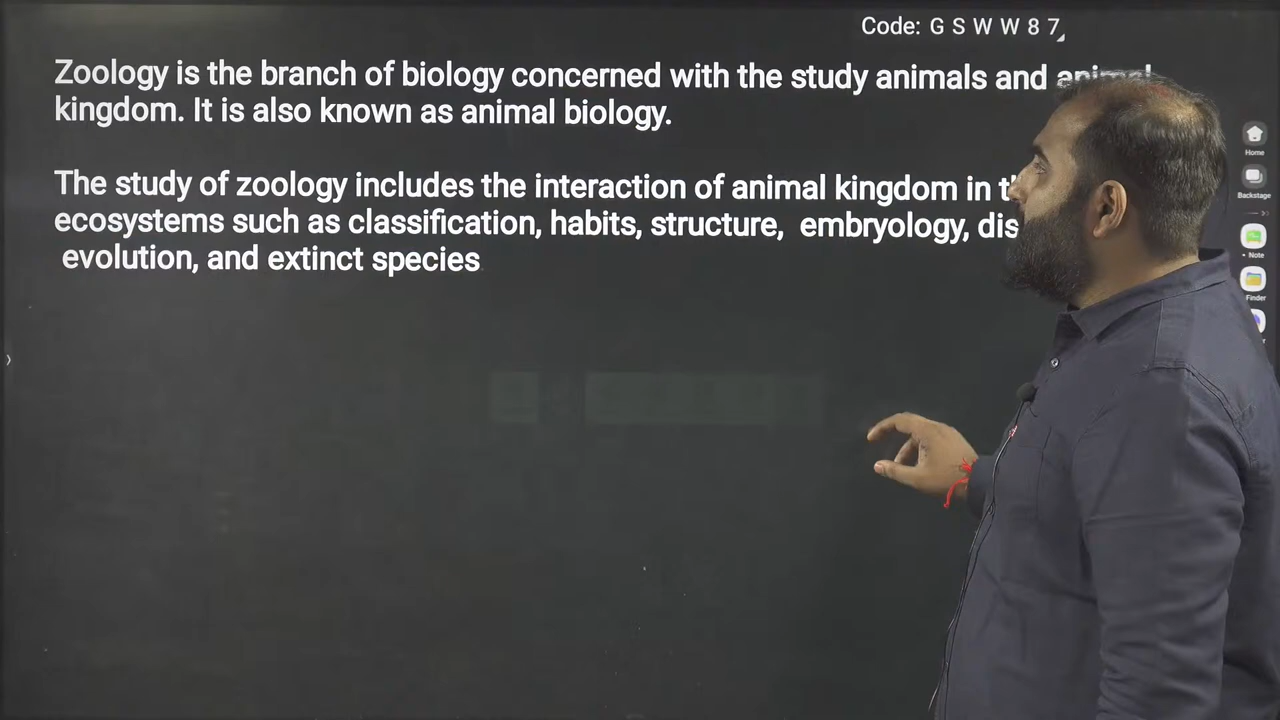 Code: G S W W 8 7
Zoology is the branch of biology concerned with the study animals and animal
kingdom. It is also known as animal biology.
The study of zoology includes the interaction of animal kingdom in
ecosystems such as classification, habits, structure, embryology,
evolution, and extinct species
Home
Backstage
Note
Finder